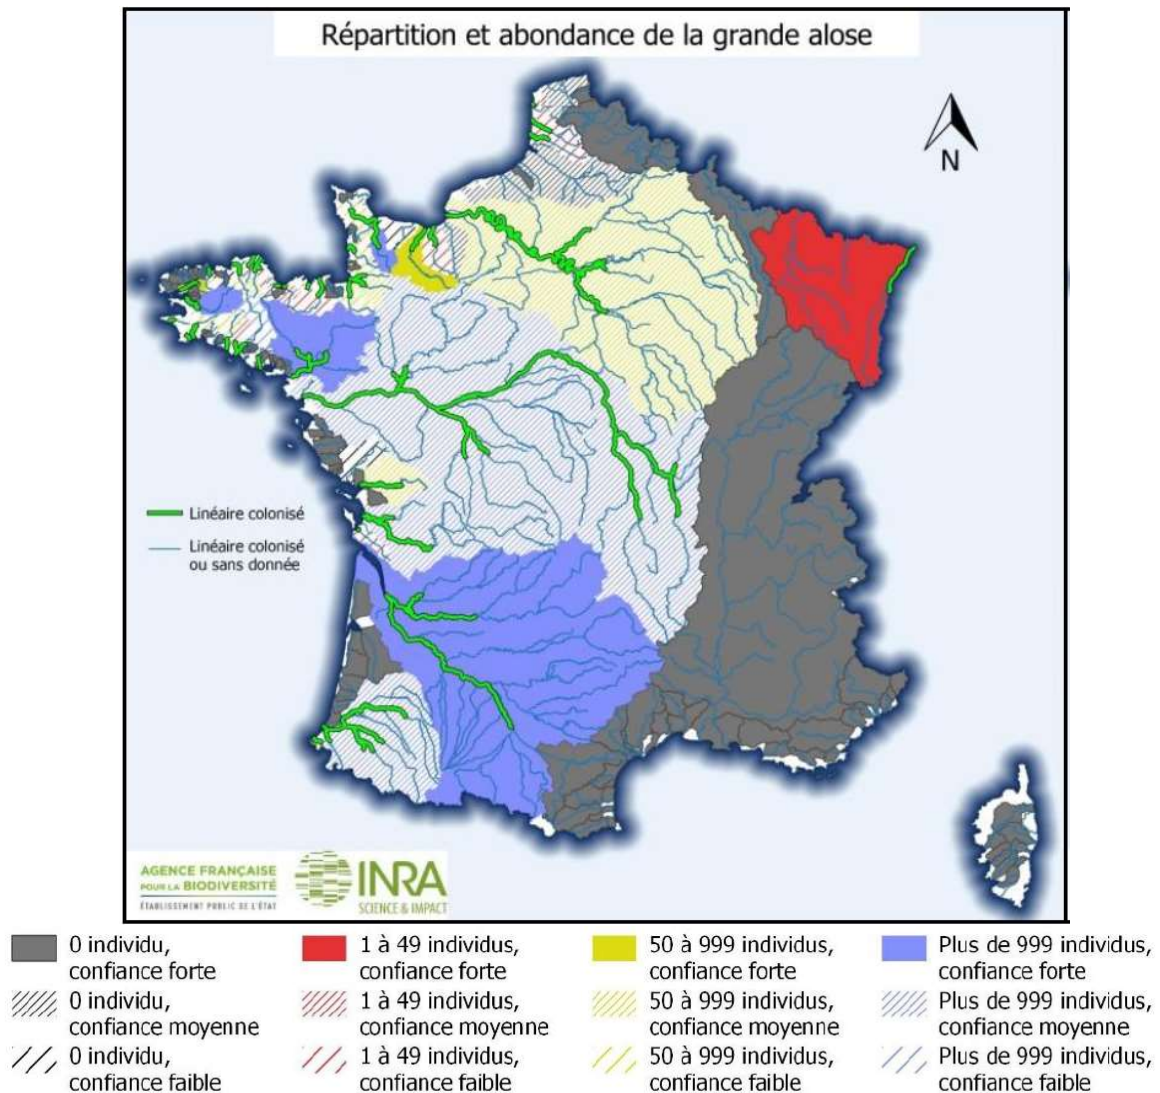 Répartition et abondance de la grande alose
N
Linéaire colonisé
Linéaire colonisé
ou sans donnée
AGENCE FRANÇAISE
POUR LA BIODIVERSITÉ
ÉTABLISSEMENT PUBLIC DE L'ÉTAT
INRA
SCIENCE & IMPACT
0 individu,
confiance forte
1 à 49 individus,
confiance forte
50 à 999 individus,
confiance forte
Plus de 999 individus,
confiance forte
0 individu,
confiance moyenne
1 à 49 individus,
confiance moyenne
50 à 999 individus,
confiance moyenne
Plus de 999 individus,
confiance moyenne
0 individu,
confiance faible
1 à 49 individus,
confiance faible
50 à 999 individus,
confiance faible
Plus de 999 individus,
confiance faible